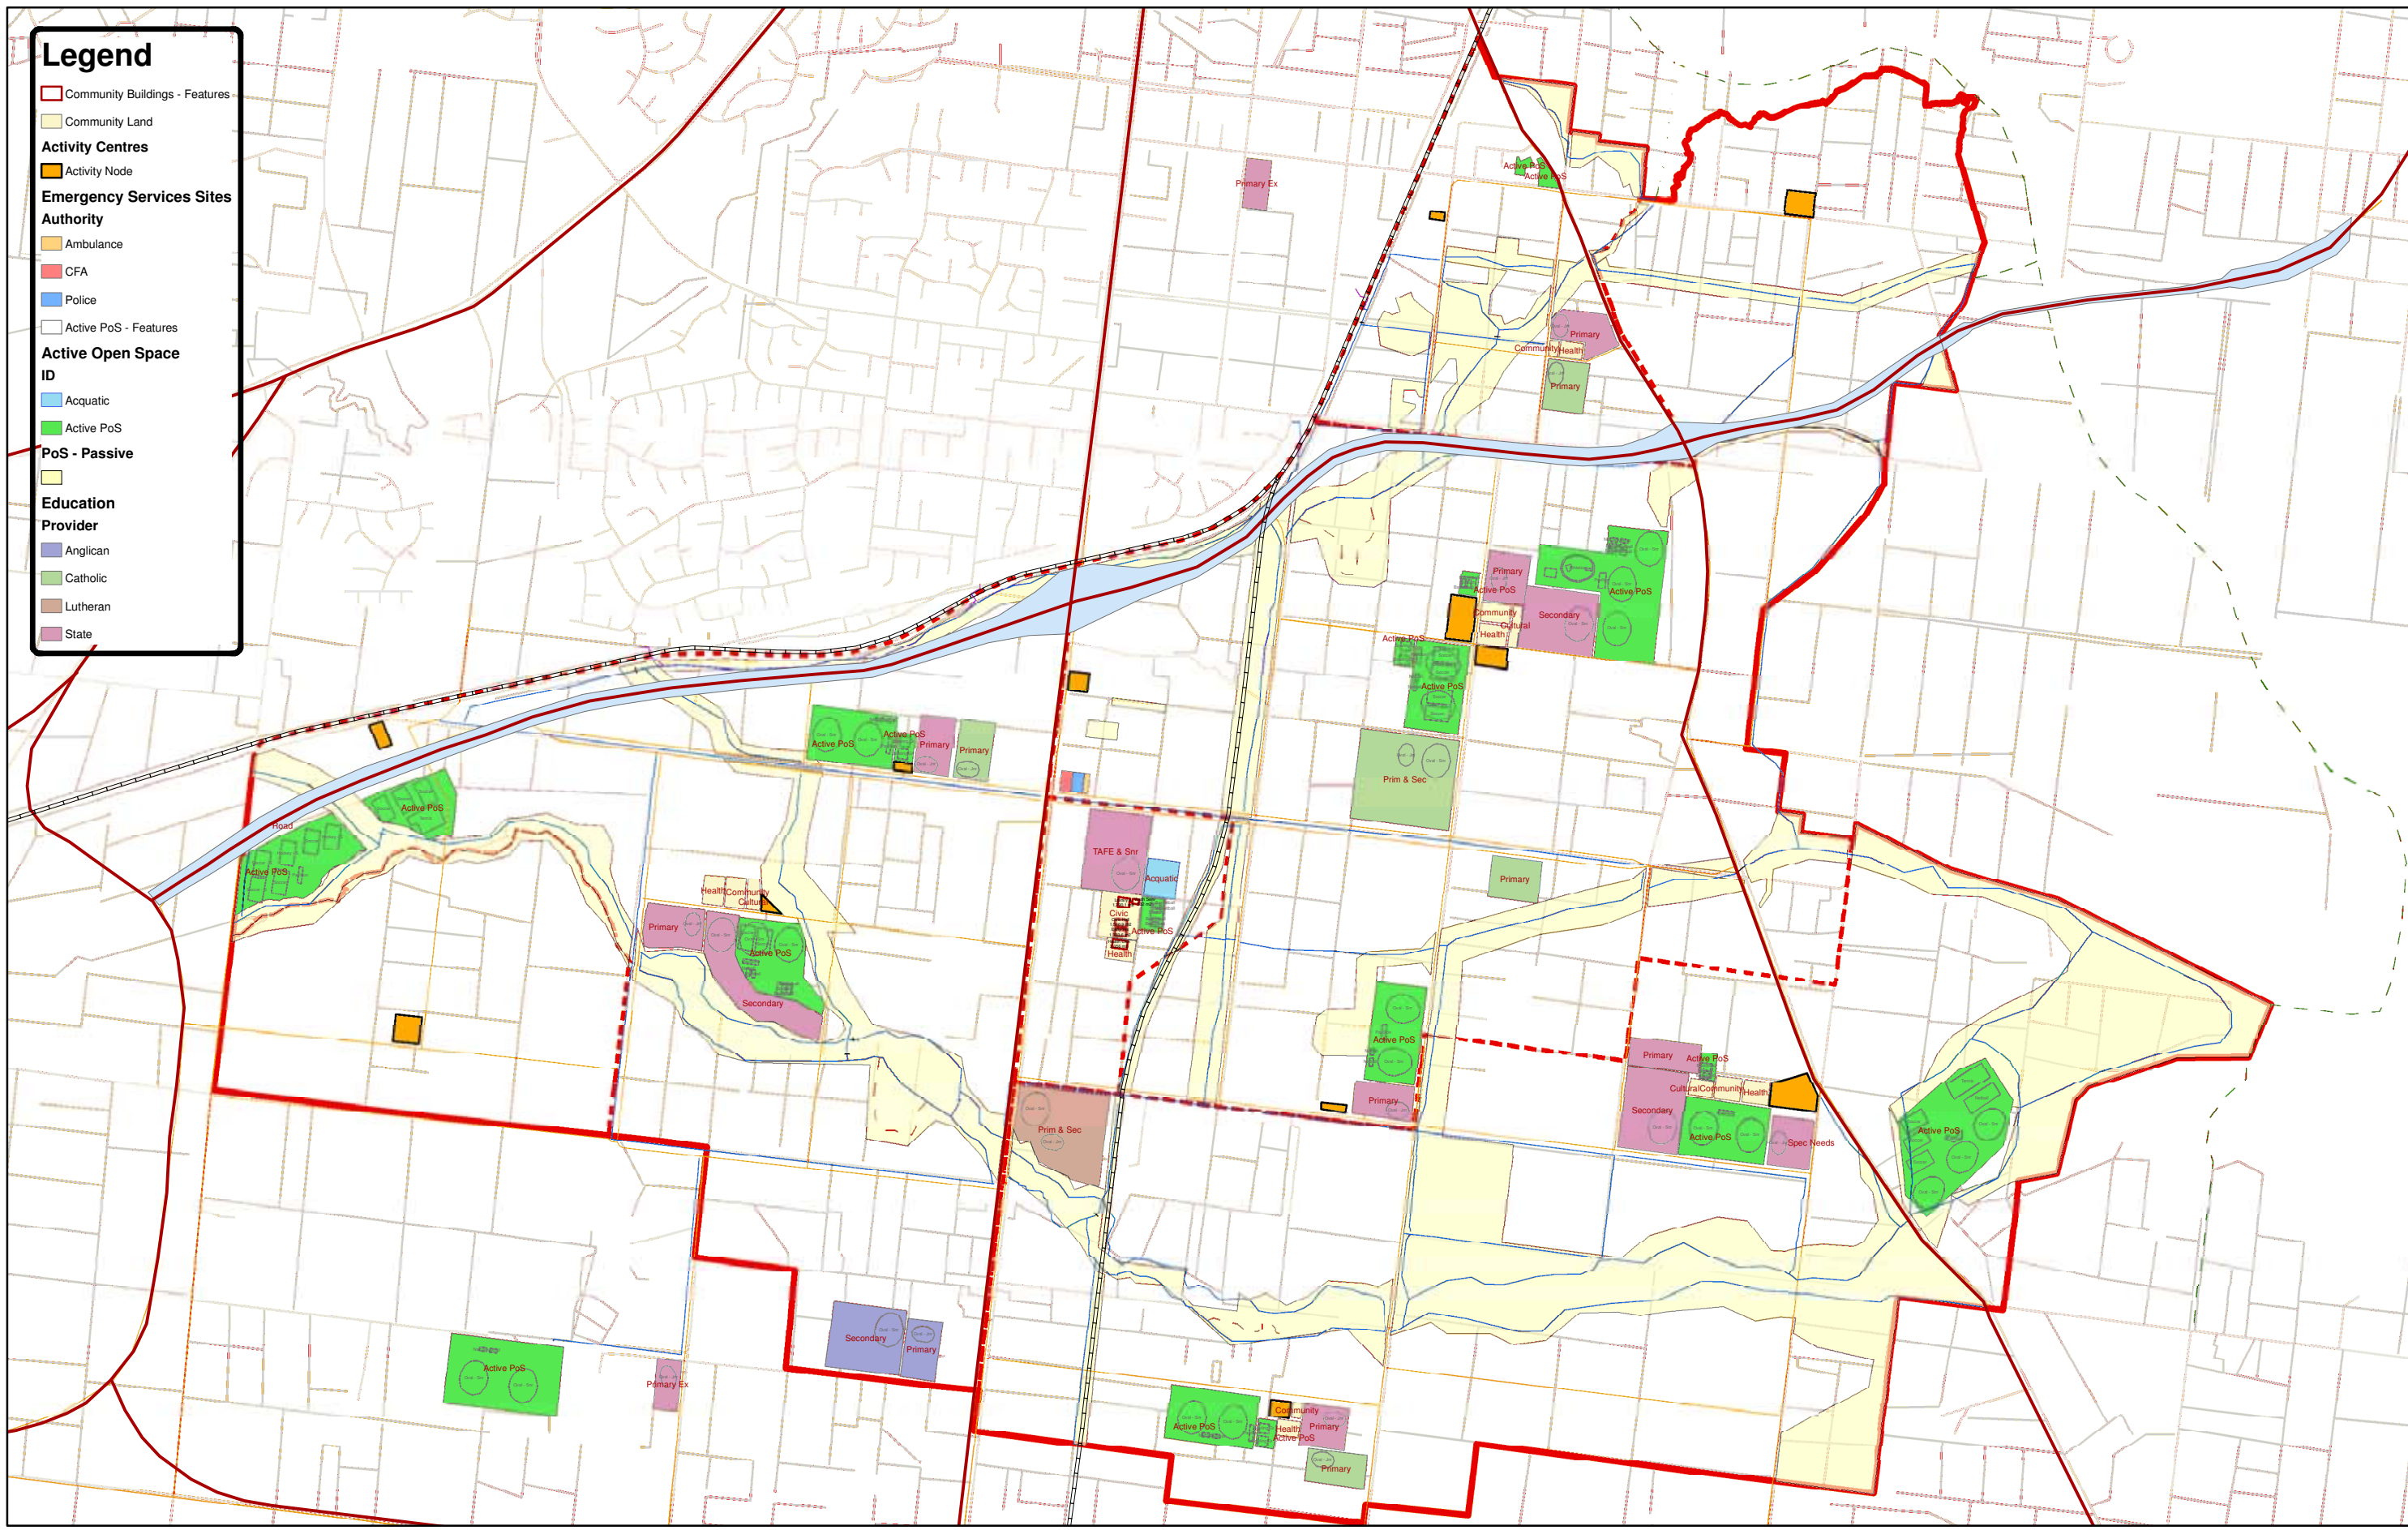 Legend
Community Buildings - Features
Community Land
Activity Centres
Activity Node
Emergency Services Sites
Authority
Ambulance
CFA
Police
Active PoS - Features
Active Open Space
ID
Acquatic
Active PoS
PoS - Passive
Education
Provider
Anglican
Catholic
Lutheran
State
Primary Ex
Active PoS
Active PoS
Primary
Community
Health
Primary
Primary
Active PoS
Active PoS
Community
Secondary
Cultural
Health
Active PoS
Active PoS
Prim & Sec
Active PoS
Active PoS
Primary
Primary
Active PoS
Road
Active PoS
TAFE & Snr
Acquatic
Civic
Active PoS
Health
Primary
Health
Community
Cultural
Primary
Active PoS
Secondary
Active PoS
Primary
Prim & Sec
Primary
Active PoS
Cultural
Community
Health
Secondary
Active PoS
Spec Needs
Active PoS
Secondary
Primary
Active PoS
Primary Ex
Community
Active PoS
Health
Primary
Active PoS
Primary